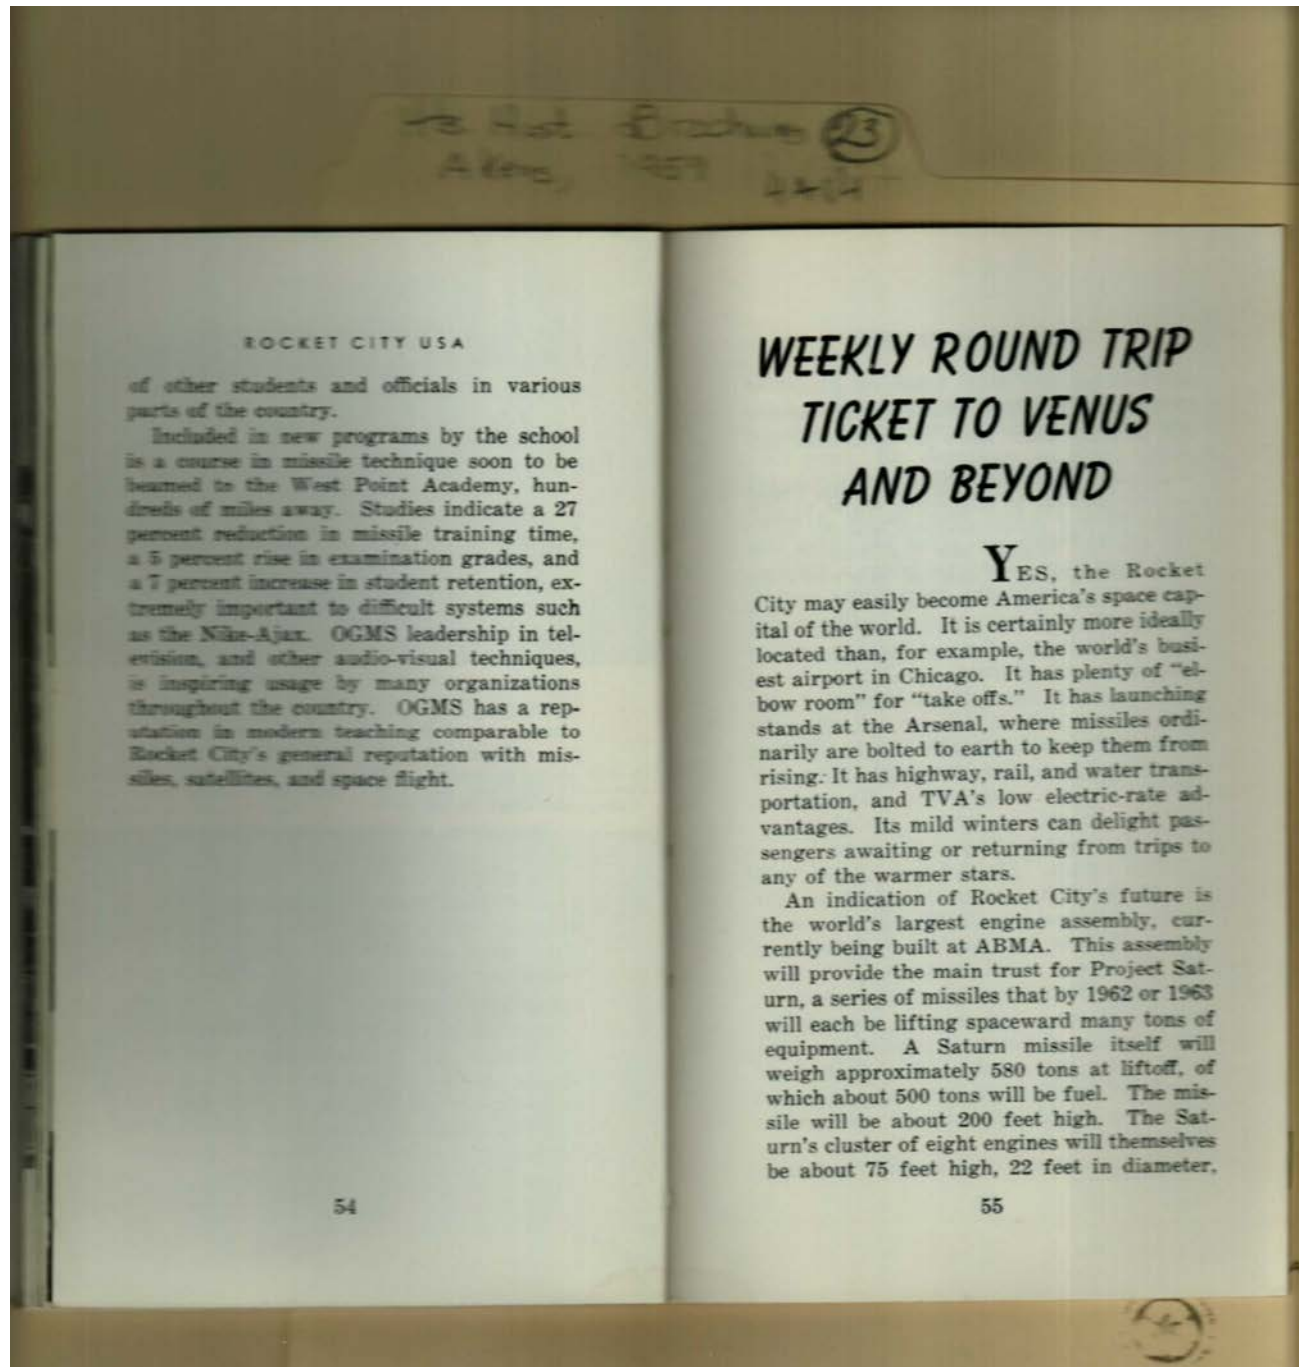 23
1959
ROCKET CITY USA
of other students and officials in various
parts of the country.
Included in new programs by the school
is a course in missile technique soon to be
beamed to the West Point Academy, hun-
dreds of miles away. Studies indicate a 27
percent reduction in missile training time,
a 5 percent rise in examination grades, and
a 7 percent increase in student retention, ex-
tremely important to difficult systems such
as the Nike-Ajax. OGMS leadership in tel-
evision, and other audio-visual techniques,
is inspiring usage by many organizations
throughout the country. OGMS has a rep-
utation in modern teaching comparable to
Rocket City's general reputation with mis-
siles, satellites, and space flight.
54
WEEKLY ROUND TRIP
TICKET TO VENUS
AND BEYOND
YES, the Rocket
City may easily become America's space cap-
ital of the world. It is certainly more ideally
located than, for example, the world's busi-
est airport in Chicago. It has plenty of "el-
bow room" for "take offs." It has launching
stands at the Arsenal, where missiles ordi-
narily are bolted to earth to keep them from
rising. It has highway, rail, and water trans-
portation, and TVA's low electric-rate ad-
vantages. Its mild winters can delight pas-
sengers awaiting or returning from trips to
any of the warmer stars.
An indication of Rocket City's future is
the world's largest engine assembly, cur-
rently being built at ABMA. This assembly
will provide the main trust for Project Sat-
urn, a series of missiles that by 1962 or 1963
will each be lifting spaceward many tons of
equipment. A Saturn missile itself will
weigh approximately 580 tons at liftoff, of
which about 500 tons will be fuel. The mis-
sile will be about 200 feet high. The Sat-
urn's cluster of eight engines will themselves
be about 75 feet high, 22 feet in diameter,
55